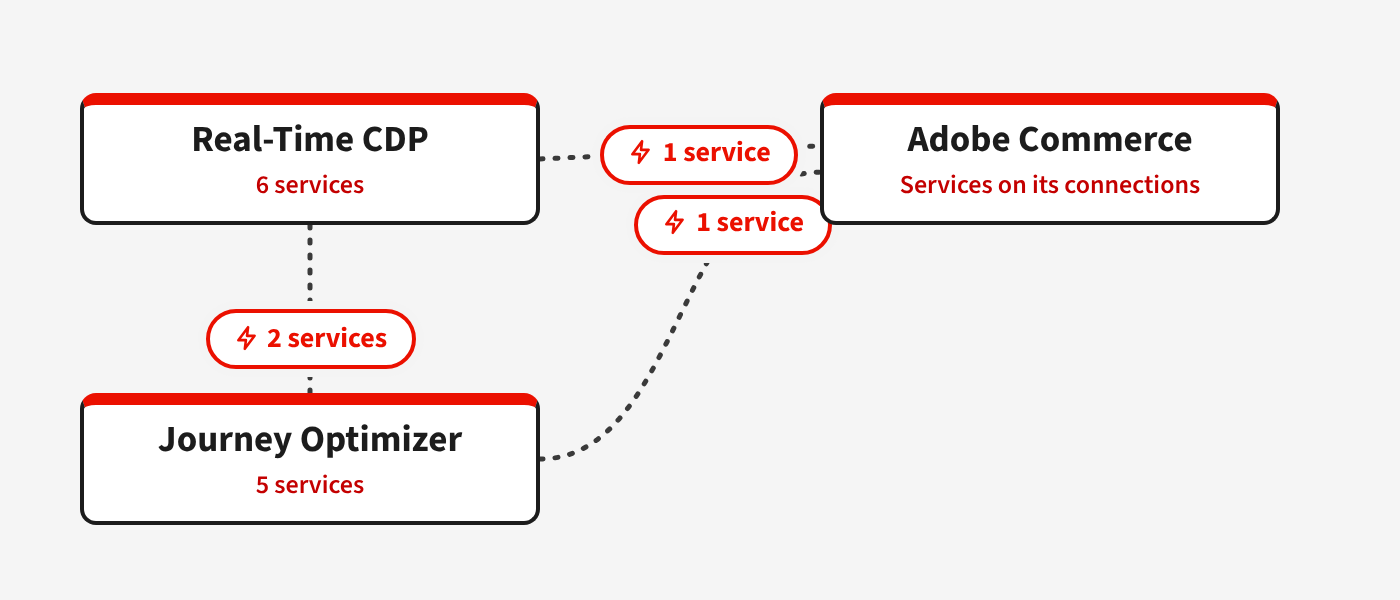 Real-Time CDP
6 services
1 service
Adobe Commerce
Services on its connections
1 service
2 services
Journey Optimizer
5 services